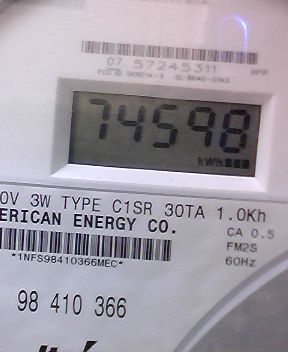 07 57245311
74598
kWh
0V 3W TYPE C1SR 30TA 1.0Kh
ERICAN ENERGY CO.
CA 0.5
FM2S
60Hz
*1NFS98410366MEC*
98 410 366